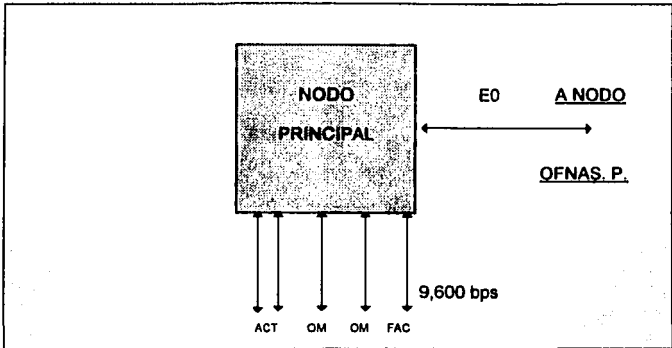 NODO
PRINCIPAL
E0 A NODO
OFNAS. P.
9,600 bps
ACT OM OM FAC